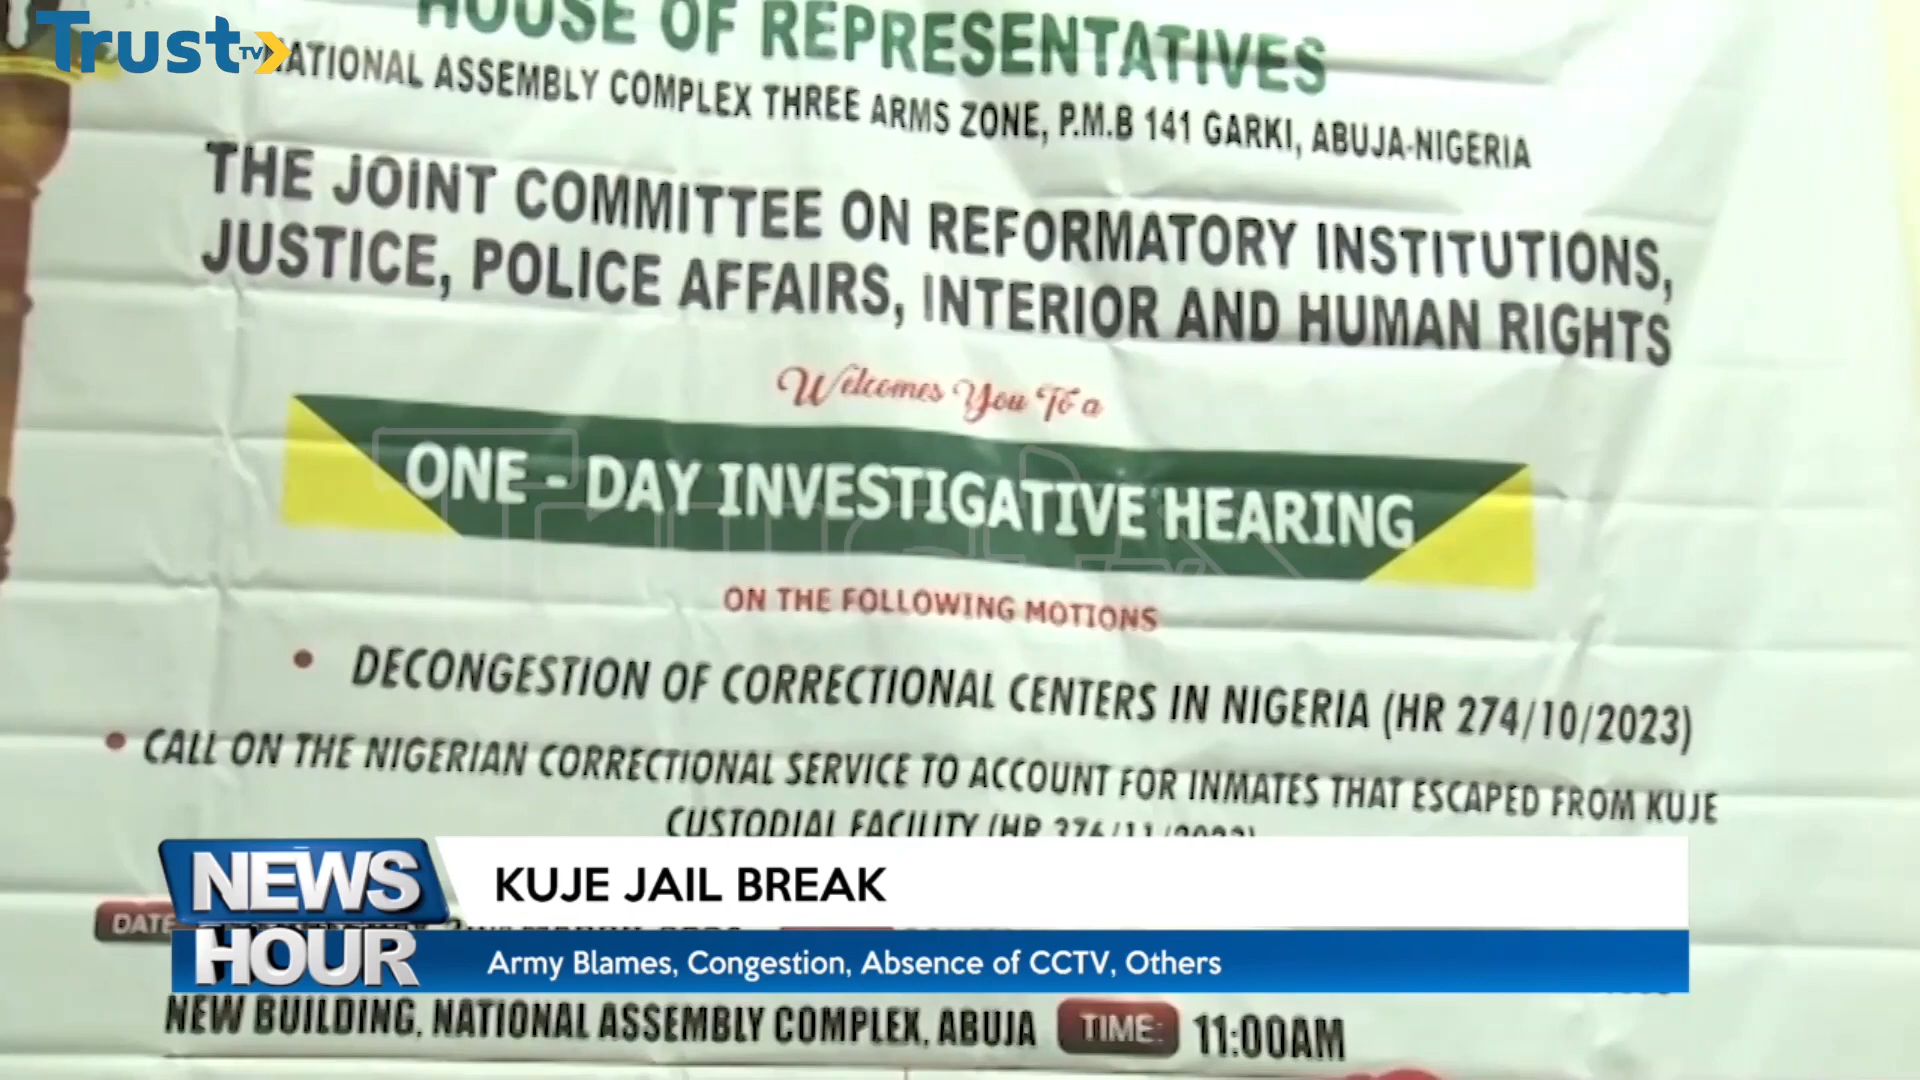 Trust TV
HOUSE OF REPRESENTATIVES
NATIONAL ASSEMBLY COMPLEX THREE ARMS ZONE, P.M.B 141 GARKI, ABUJA-NIGERIA
THE JOINT COMMITTEE ON REFORMATORY INSTITUTIONS,
JUSTICE, POLICE AFFAIRS, INTERIOR AND HUMAN RIGHTS
Welcomes You To a
ONE - DAY INVESTIGATIVE HEARING
ON THE FOLLOWING MOTIONS
• DECONGESTION OF CORRECTIONAL CENTERS IN NIGERIA (HR 274/10/2023)
• CALL ON THE NIGERIAN CORRECTIONAL SERVICE TO ACCOUNT FOR INMATES THAT ESCAPED FROM KUJE
CUSTODIAL FACILITY (HR 376/11/2023)
NEWS
HOUR
KUJE JAIL BREAK
Army Blames, Congestion, Absence of CCTV, Others
DATE
NEW BUILDING, NATIONAL ASSEMBLY COMPLEX, ABUJA TIME: 11:00AM